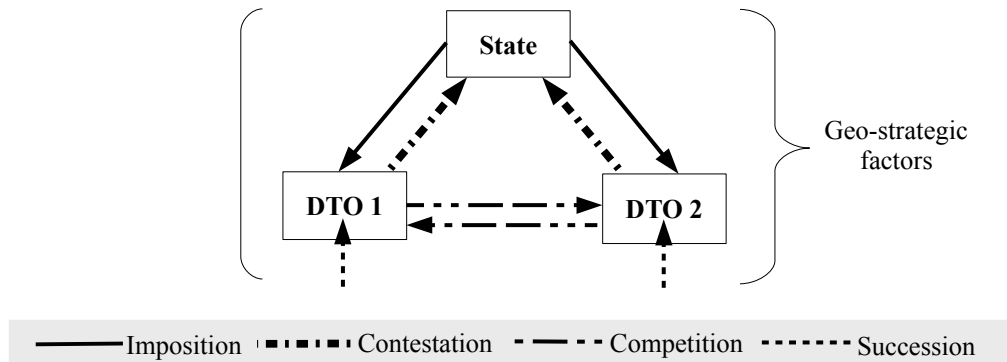 State
Geo-strategic
factors
DTO 1
DTO 2
Imposition
Contestation
Competition
Succession